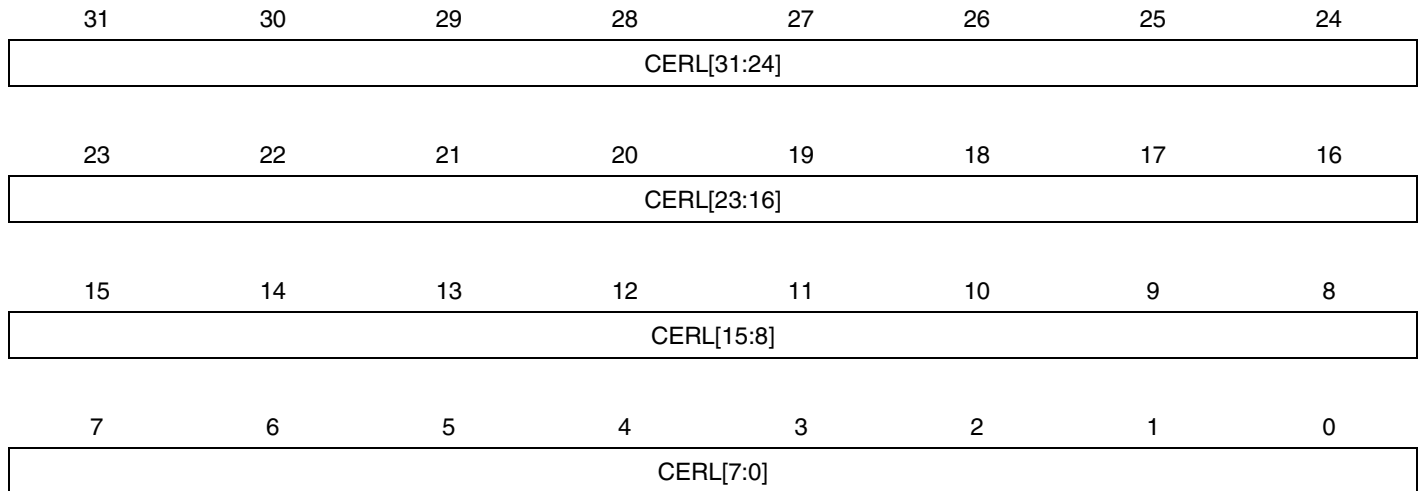 31 30 29 28 27 26 25 24
CERL[31:24]
23 22 21 20 19 18 17 16
CERL[23:16]
15 14 13 12 11 10 9 8
CERL[15:8]
7 6 5 4 3 2 1 0
CERL[7:0]